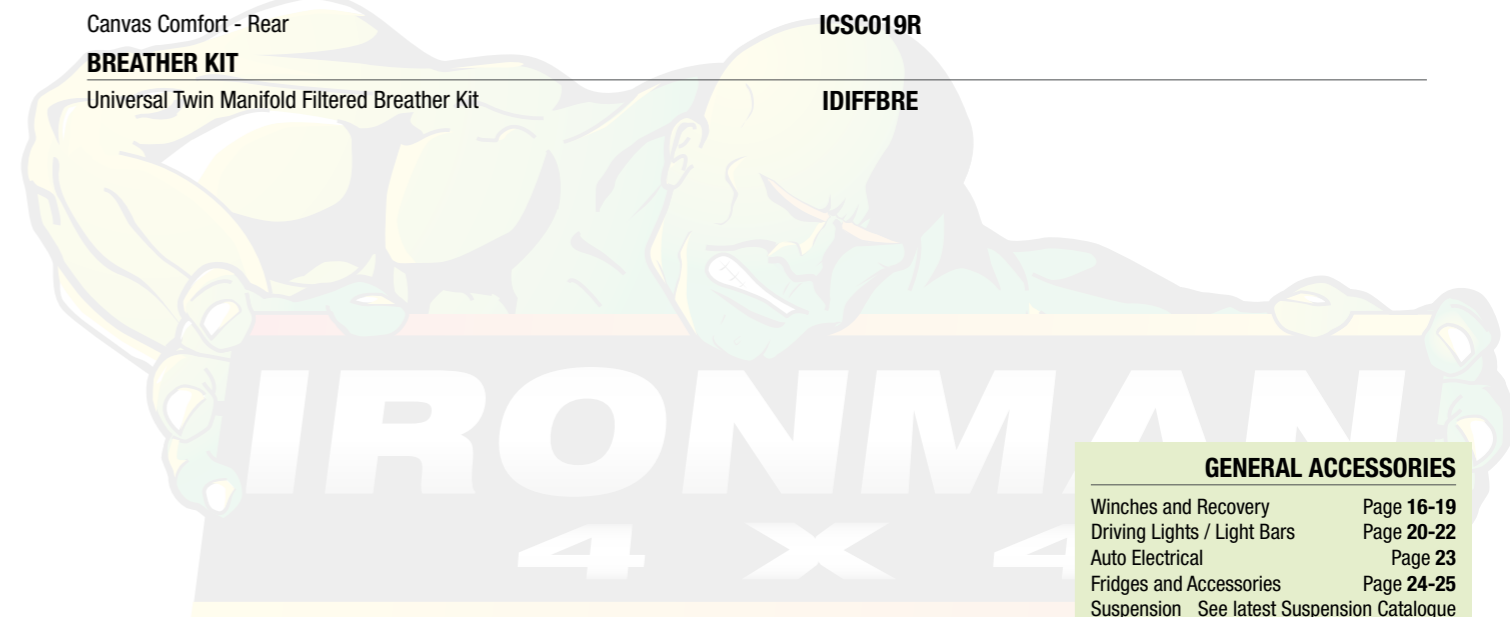 Canvas Comfort - Rear ICSC019R
BREATHER KIT
Universal Twin Manifold Filtered Breather Kit IDIFFBRE
IRONMAN
4 X 4
GENERAL ACCESSORIES
Winches and Recovery Page 16-19
Driving Lights / Light Bars Page 20-22
Auto Electrical Page 23
Fridges and Accessories Page 24-25
Suspension See latest Suspension Catalogue